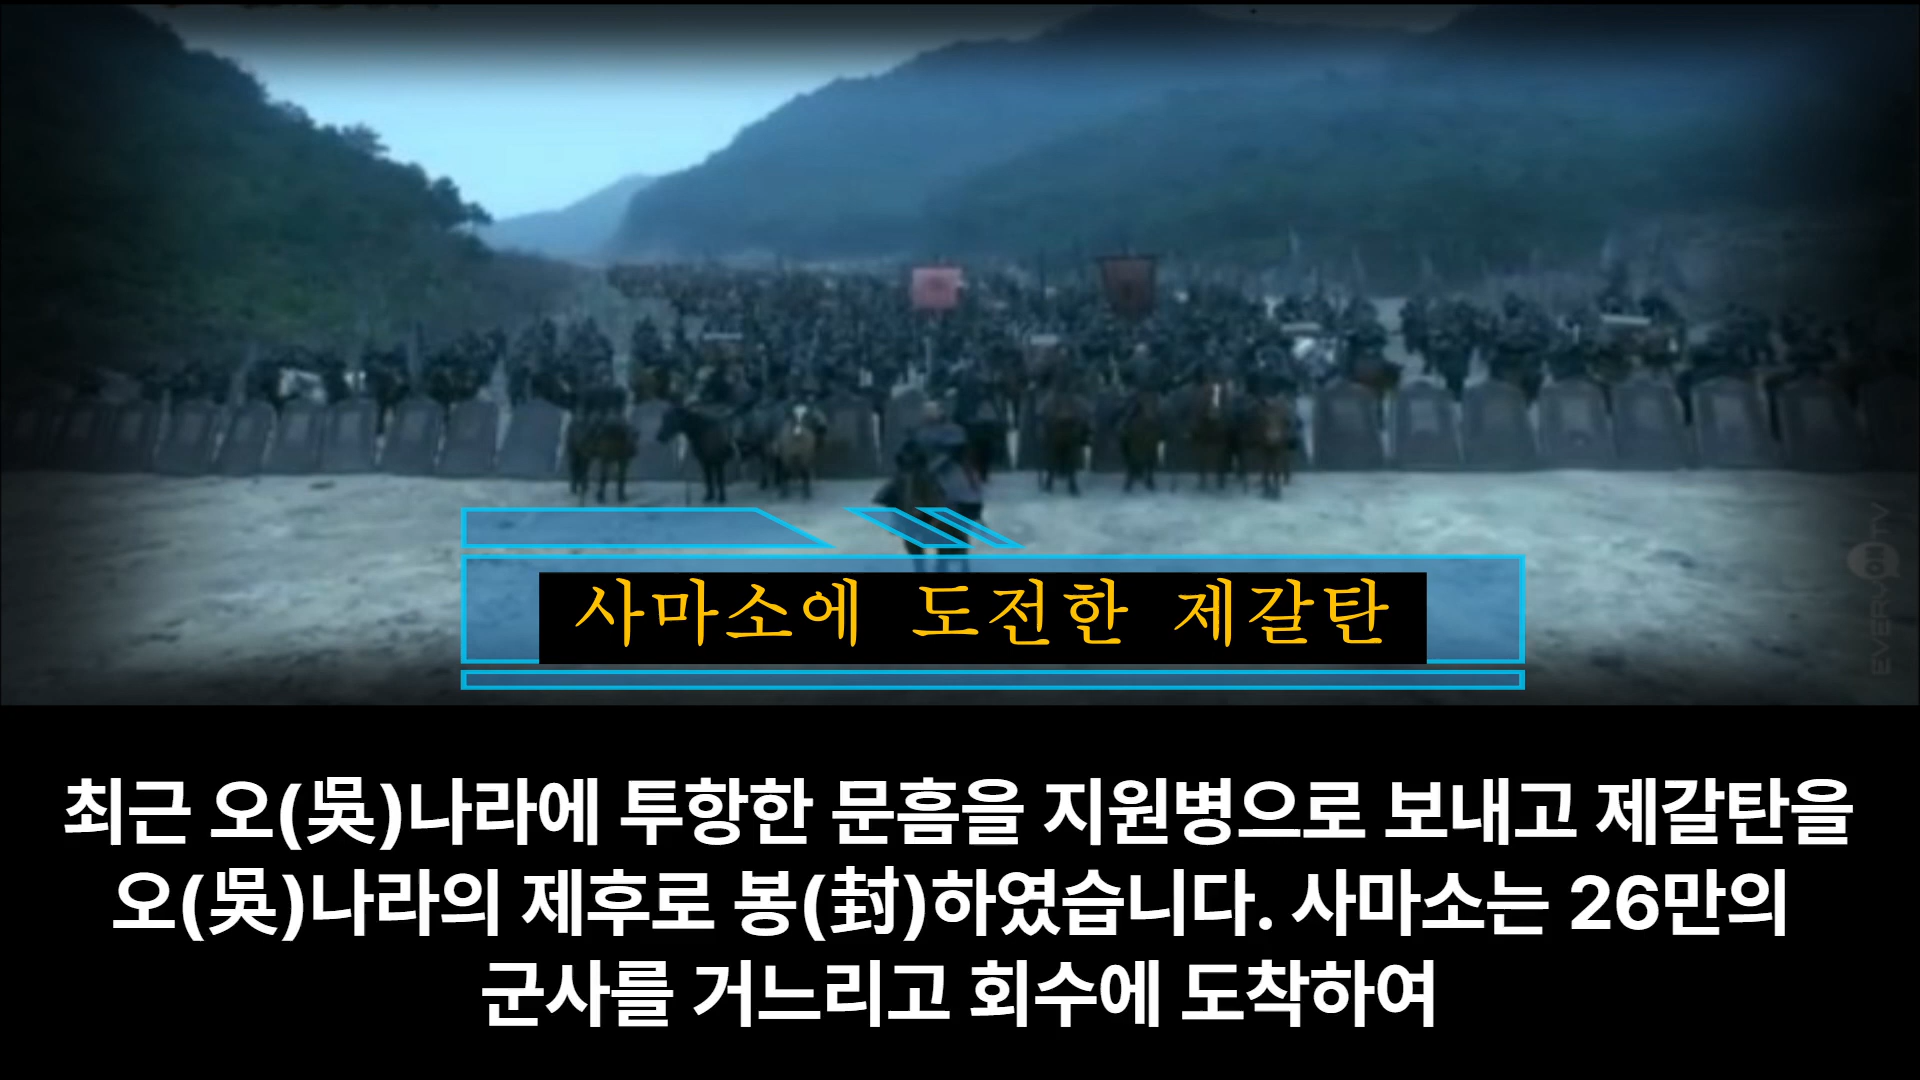 사마소에 도전한 제갈탄
최근 오(吳)나라에 투항한 문흠을 지원병으로 보내고 제갈탄을
오(吳)나라의 제후로 봉(封)하였습니다. 사마소는 26만의
군사를 거느리고 회수에 도착하여
EVERYON TV